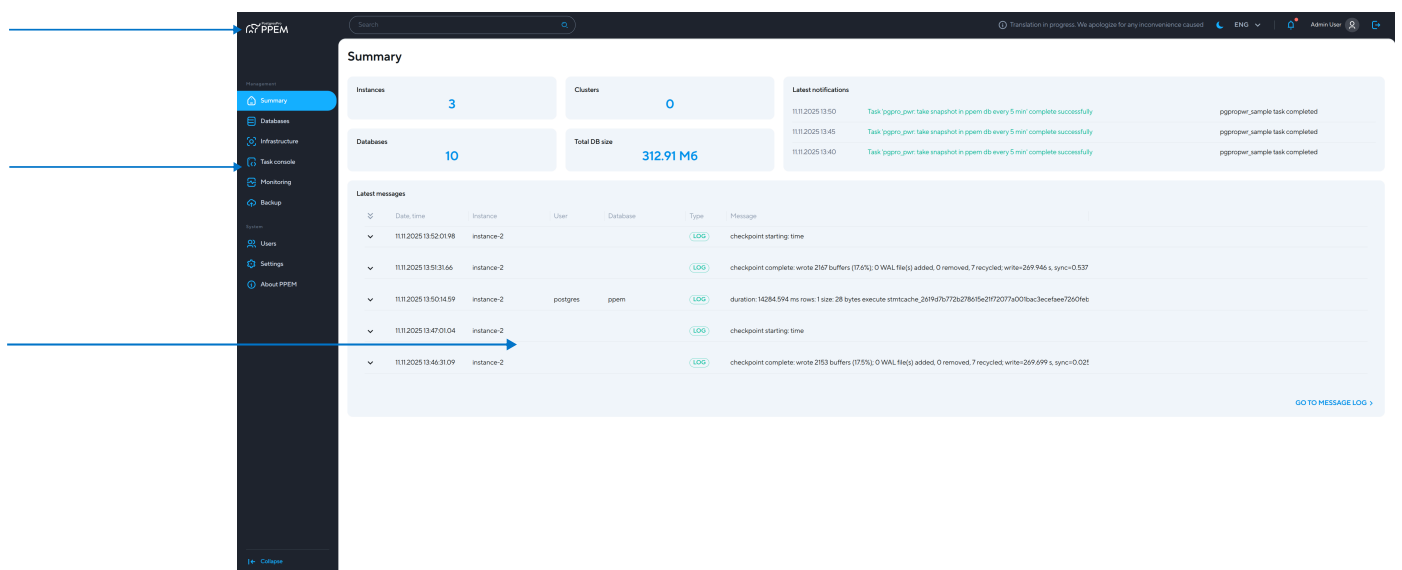 PostgresPro
PPEM
Search
Translation in progress. We apologize for any inconvenience caused
ENG
Admin User
Management
Summary
Databases
Infrastructure
Task console
Monitoring
Backup
System
Users
Settings
About PPEM
Collapse
Summary
Instances
3
Clusters
0
Databases
10
Total DB size
312.91 Мб
Latest notifications
11.11.2025 13:50 Task 'pgpro_pwr: take snapshot in ppem db every 5 min' complete successfully pgpropwr_sample task completed
11.11.2025 13:45 Task 'pgpro_pwr: take snapshot in ppem db every 5 min' complete successfully pgpropwr_sample task completed
11.11.2025 13:40 Task 'pgpro_pwr: take snapshot in ppem db every 5 min' complete successfully pgpropwr_sample task completed
Latest messages
Date, time Instance User Database Type Message
11.11.2025 13:52:01.98 instance-2 LOG checkpoint starting: time
11.11.2025 13:51:31.66 instance-2 LOG checkpoint complete: wrote 2167 buffers (17.6%); 0 WAL file(s) added, 0 removed, 7 recycled; write=269.946 s, sync=0.537
11.11.2025 13:50:14.59 instance-2 postgres ppem LOG duration: 14284.594 ms rows: 1 size: 28 bytes execute stmtcache_2619d7b772b278615e21f72077a001bac3ecefaee7260feb
11.11.2025 13:47:01.04 instance-2 LOG checkpoint starting: time
11.11.2025 13:46:31.09 instance-2 LOG checkpoint complete: wrote 2153 buffers (17.5%); 0 WAL file(s) added, 0 removed, 7 recycled; write=269.699 s, sync=0.025
GO TO MESSAGE LOG